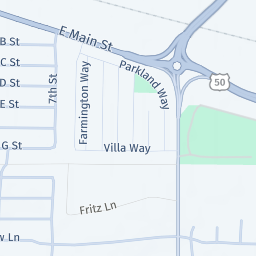 E Main St
B St
C St
D St
E St
7th St
Farmington Way
Parkland Way
50
G St
Villa Way
Fritz Ln
w Ln